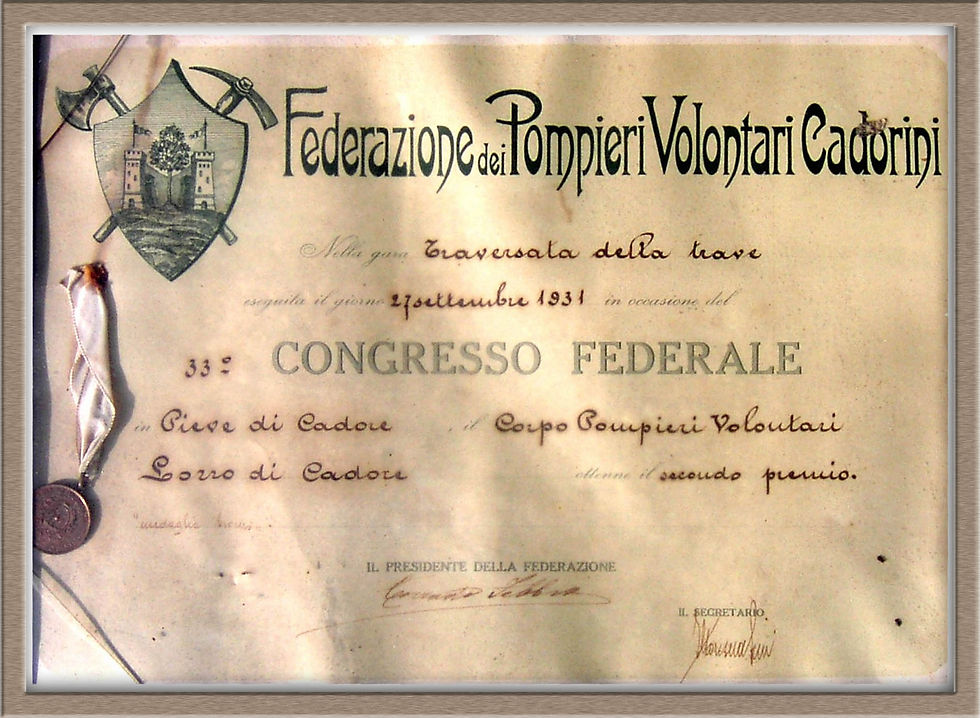 Federazione dei Pompieri Volontari Cadorini
Nella gara Traversata della trave
eseguita il giorno 27 settembre 1931 in occasione del
33º CONGRESSO FEDERALE
in Pieve di Cadore , il Corpo Pompieri Volontari
Lozzo di Cadore ottenne il secondo premio.
"medaglia
IL PRESIDENTE DELLA FEDERAZIONE
IL SEGRETARIO